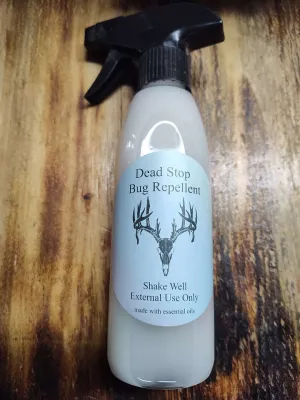 Dead Stop
Bug Repellent
Shake Well
External Use Only
made with essential oils